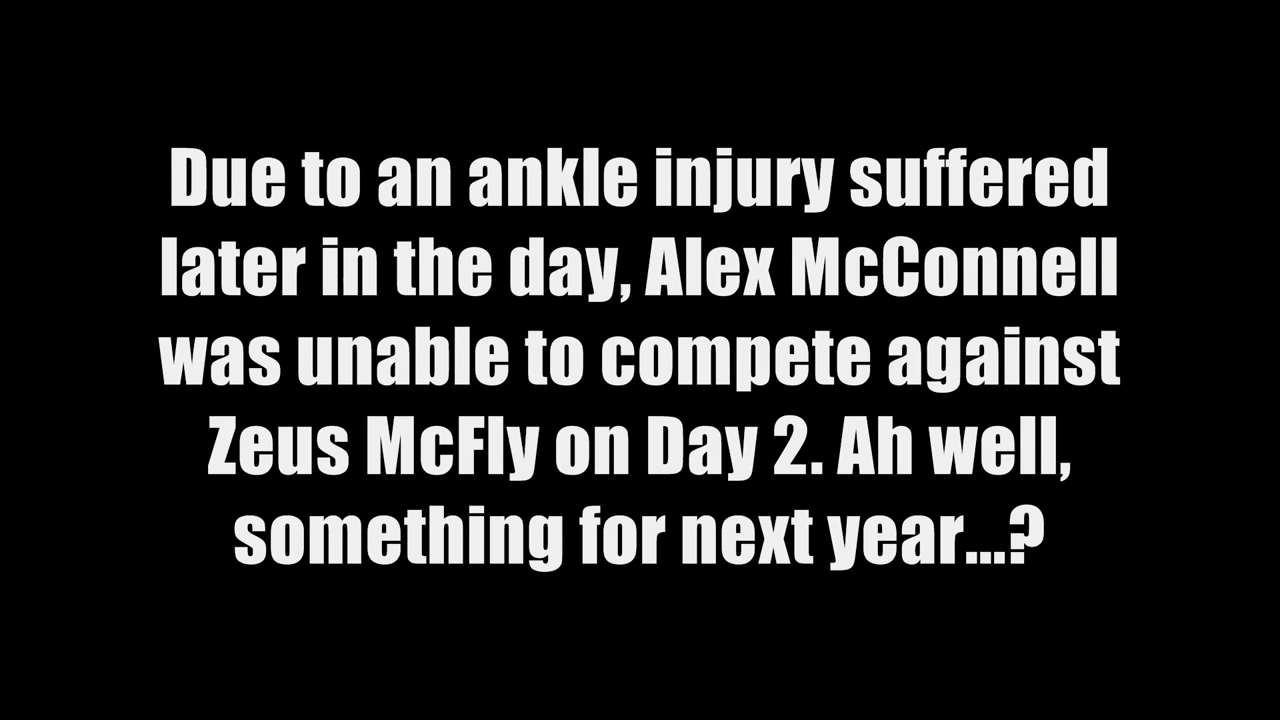 Due to an ankle injury suffered
later in the day, Alex McConnell
was unable to compete against
Zeus McFly on Day 2. Ah well,
something for next year...?